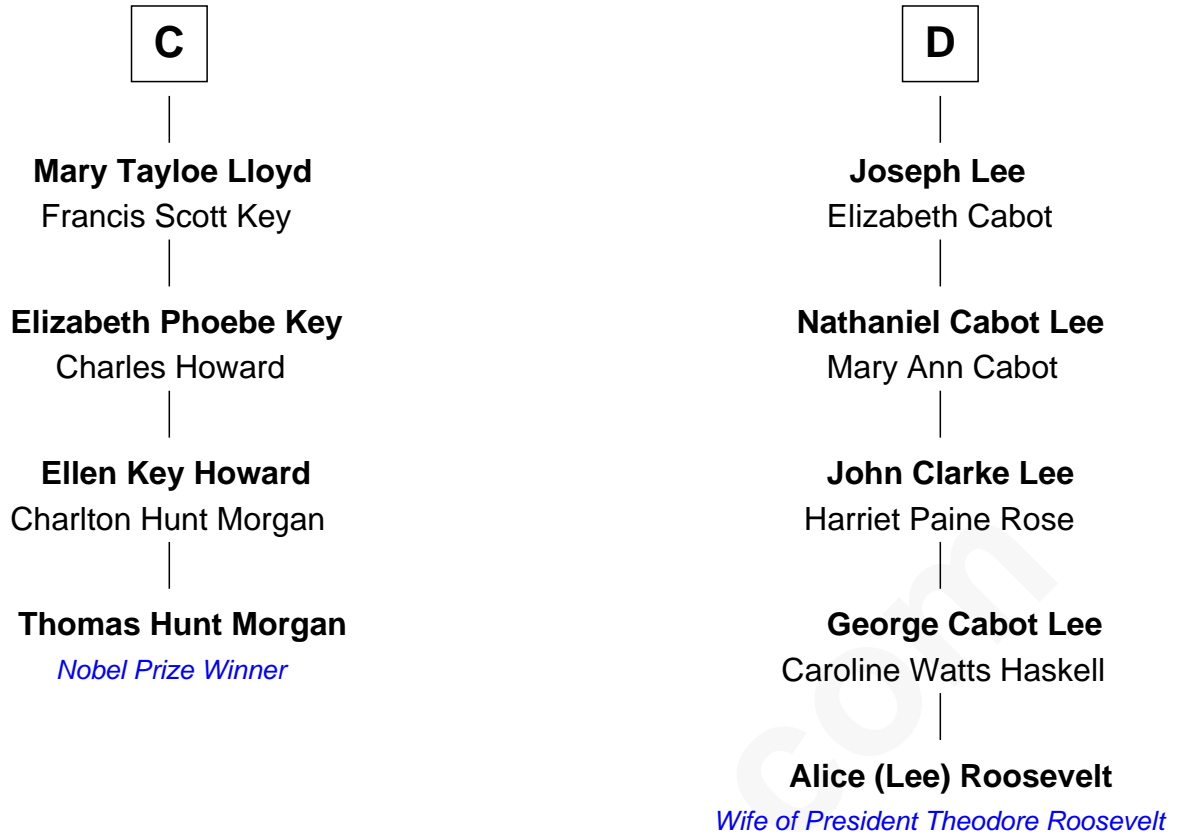 C
Mary Tayloe Lloyd
Francis Scott Key
Elizabeth Phoebe Key
Charles Howard
Ellen Key Howard
Charlton Hunt Morgan
Thomas Hunt Morgan
Nobel Prize Winner
D
Joseph Lee
Elizabeth Cabot
Nathaniel Cabot Lee
Mary Ann Cabot
John Clarke Lee
Harriet Paine Rose
George Cabot Lee
Caroline Watts Haskell
Alice (Lee) Roosevelt
Wife of President Theodore Roosevelt
com